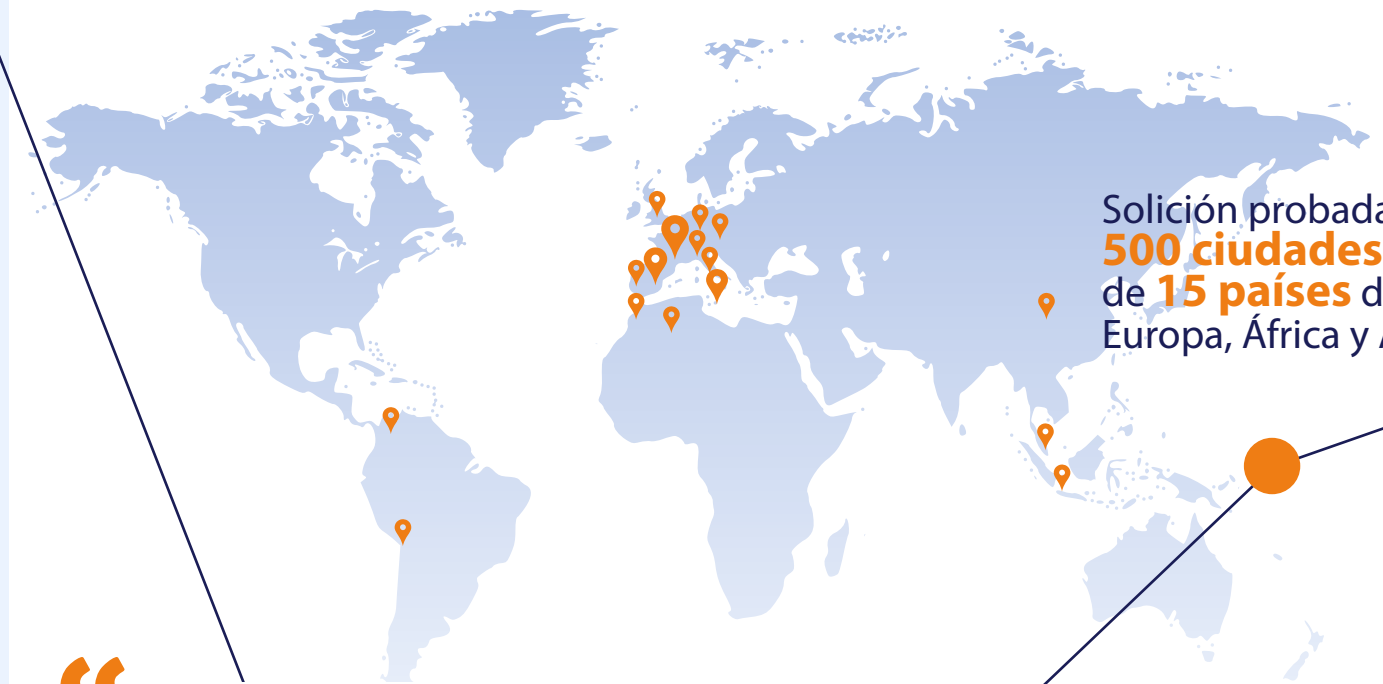 Solición probada
500 ciudades
de 15 países d
Europa, África y A
“